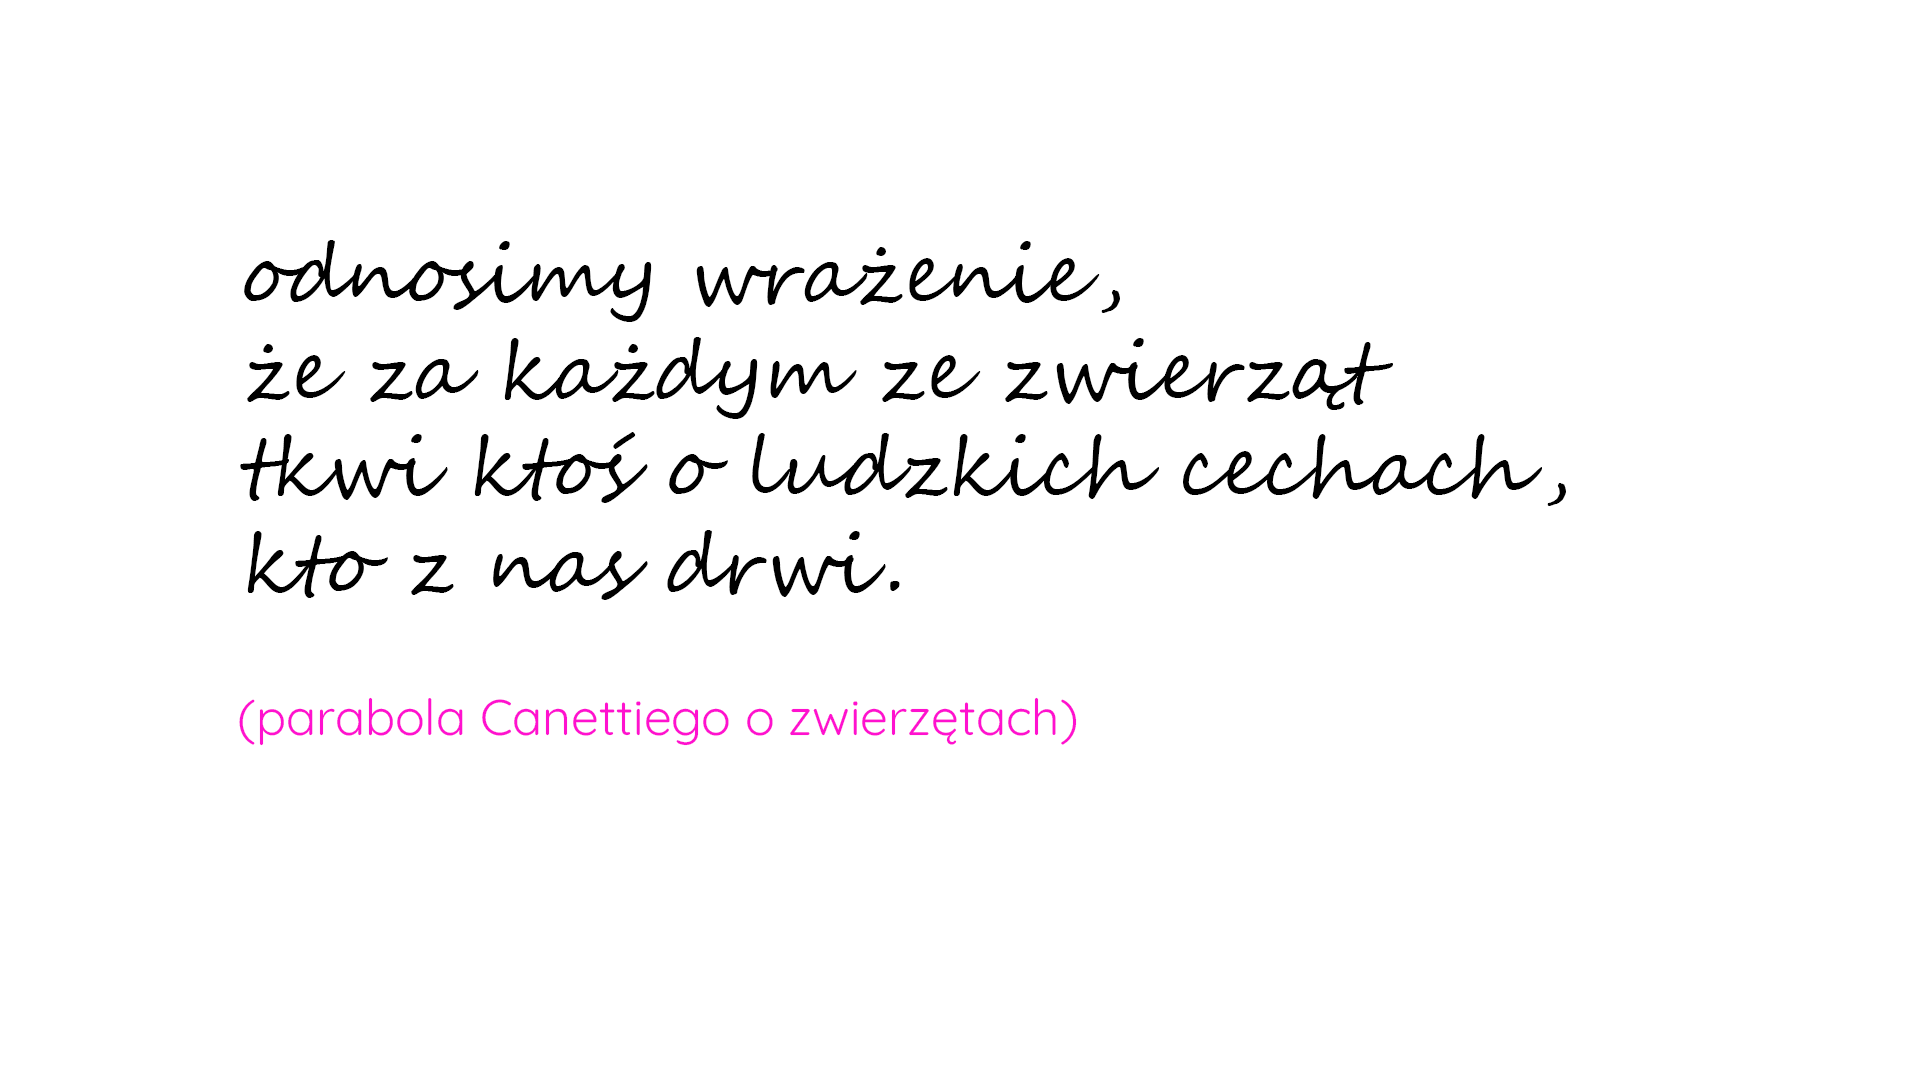 odnosimy wrażenie,
że za każdym ze zwierząt
tkwi ktoś o ludzkich cechach,
kto z nas drwi.
(parabola Canettiego o zwierzętach)